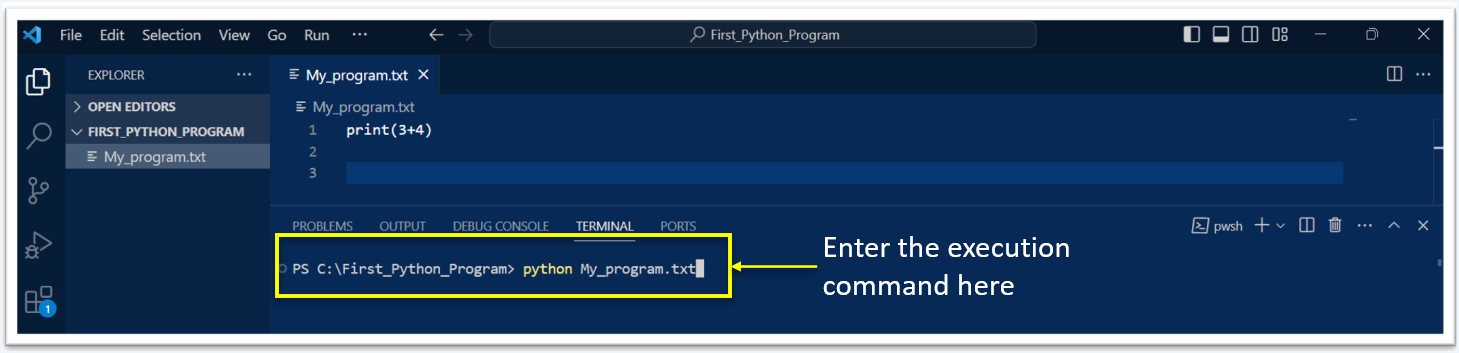 File Edit Selection View Go Run ··· First_Python_Program
EXPLORER ···
OPEN EDITORS
FIRST_PYTHON_PROGRAM
My_program.txt
My_program.txt
My_program.txt
1 print(3+4)
2
3
PROBLEMS OUTPUT DEBUG CONSOLE TERMINAL PORTS pwsh
PS C:\First_Python_Program> python My_program.txt
Enter the execution
command here
1